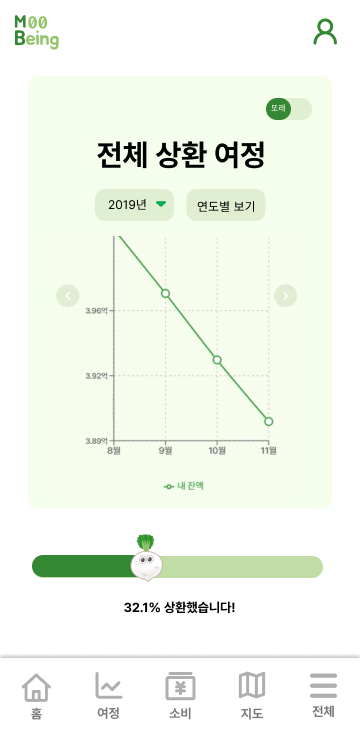 M00
Being
또래
전체 상환 여정
2019년
연도별 보기
3.96억
3.92억
3.89억
8월 9월 10월 11월
내 잔액
32.1% 상환했습니다!
홈 여정 소비 지도 전체